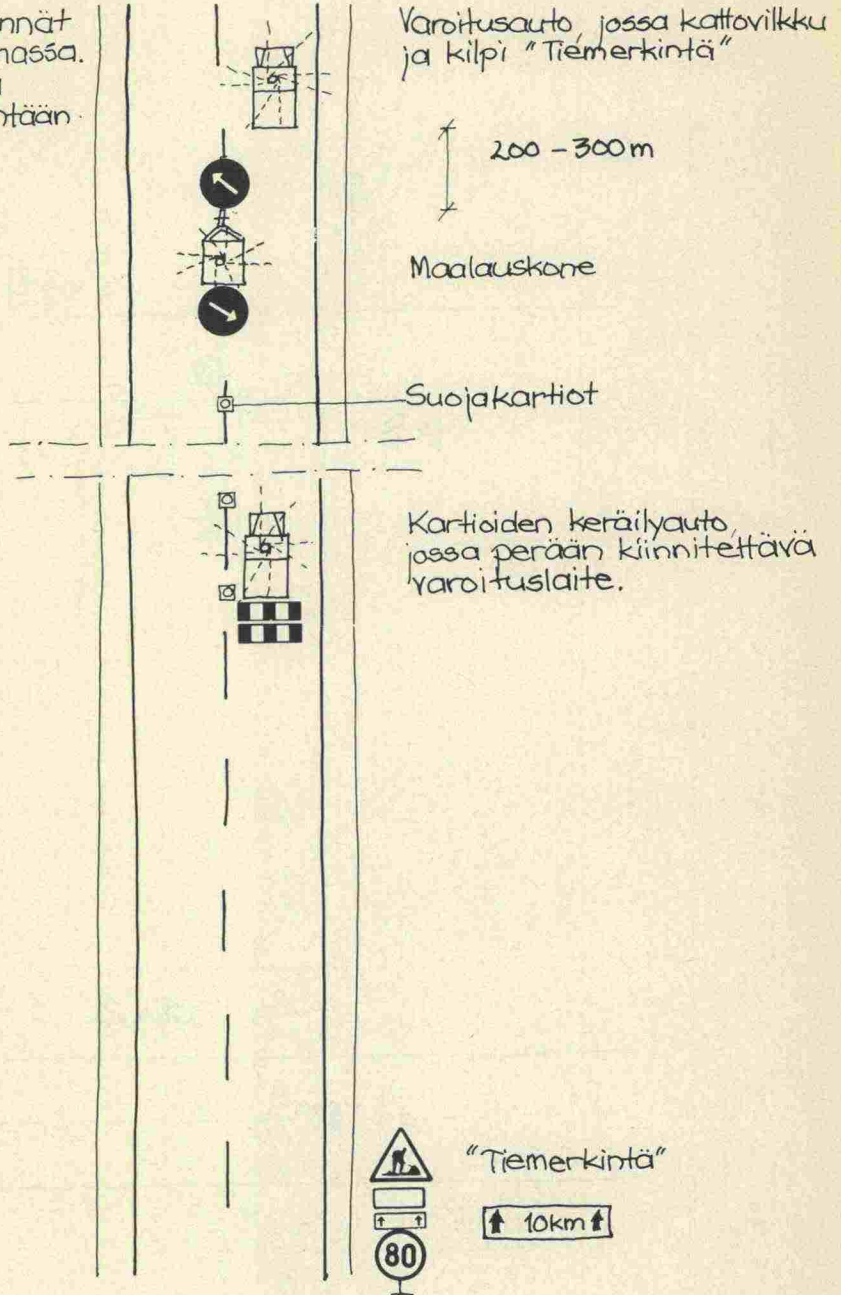 Varoitusauto, jossa kattovilkku
ja kilpi "Tiemerkintä"
200 - 300 m
Maalauskone
Suojakartiot
Kartioiden keräilyauto,
jossa perään kiinnitettävä
varoituslaite.
"Tiemerkintä"
10km
80